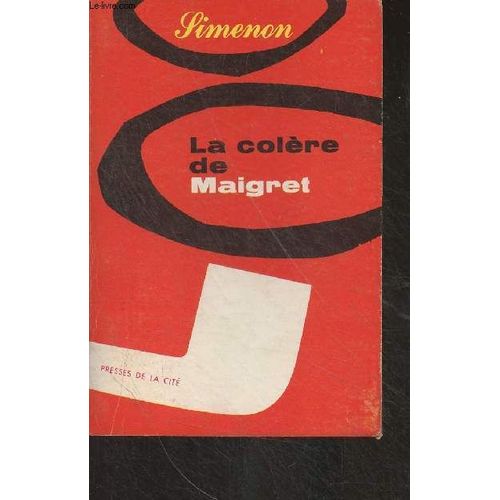 Le-livre.com
Simenon
La colère
de
Maigret
PRESSES DE LA CITÉ